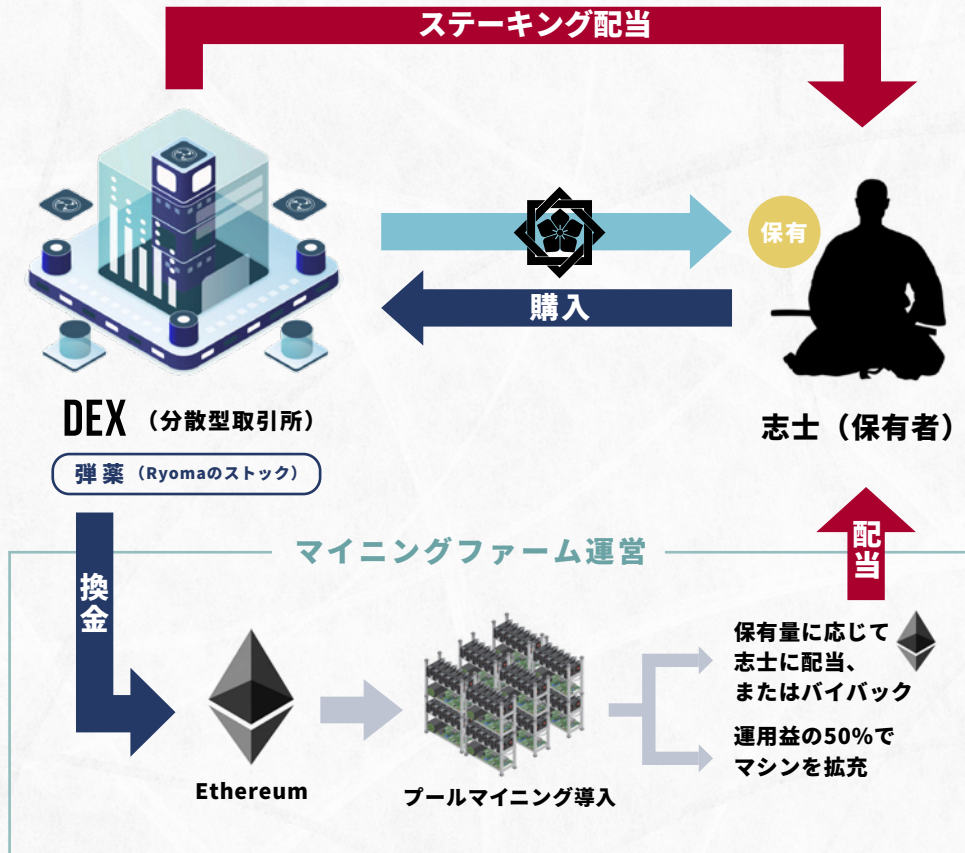 ステーキング配当
保有
購入
DEX（分散型取引所）
志士（保有者）
弾薬（Ryomaのストック）
マイニングファーム運営
配当
換金
保有量に応じて
志士に配当、
またはバイバック
運用益の50%で
マシンを拡充
Ethereum
プールマイニング導入